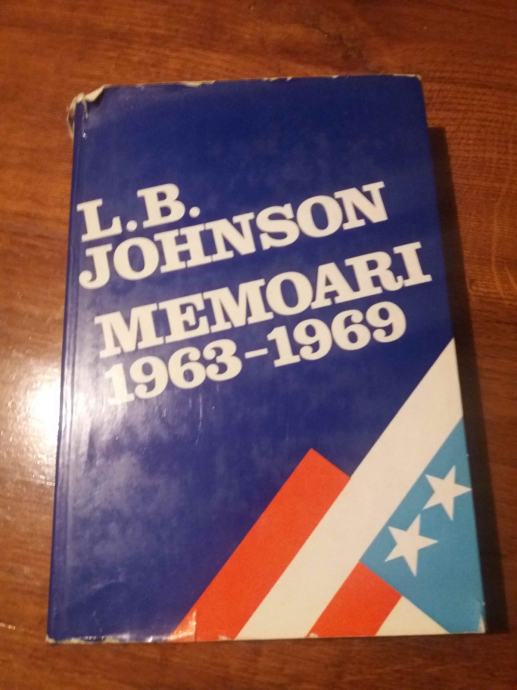 L. B.
JOHNSON
MEMOARI
1963-1969